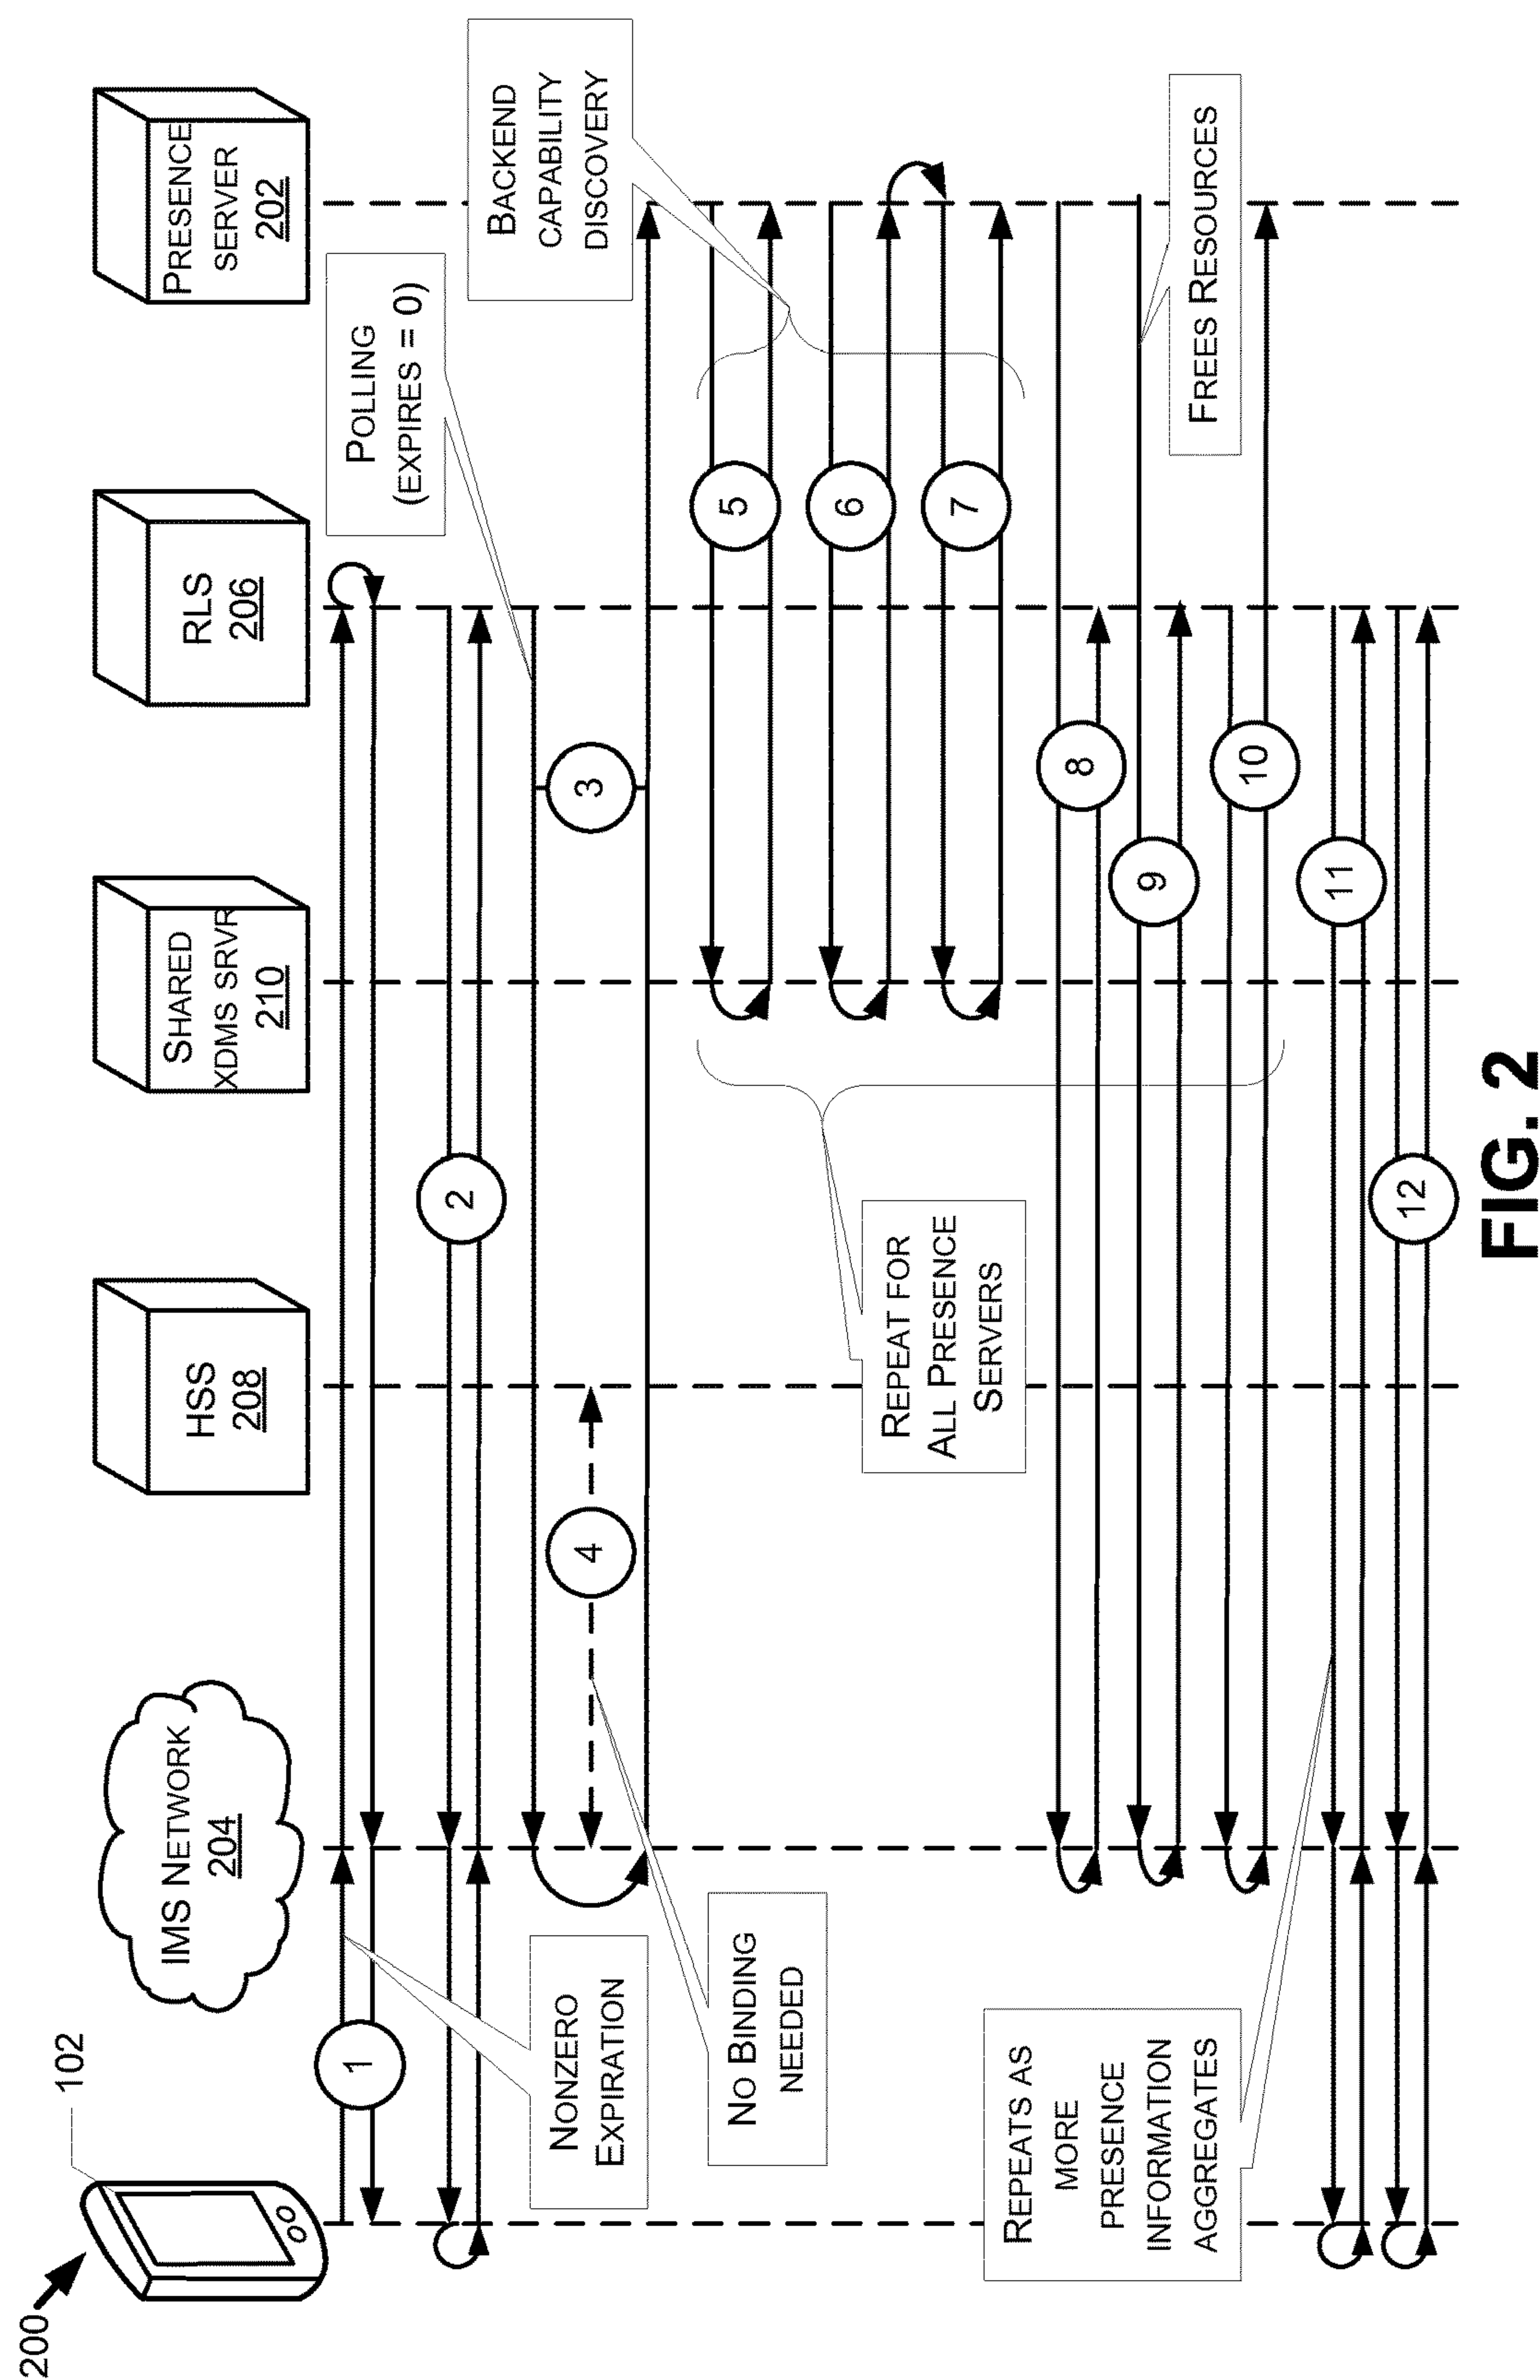 200
102
IMS NETWORK
204
HSS
208
SHARED
XDMS SRVR
210
RLS
206
PRESENCE
SERVER
202
1
NONZERO
EXPIRATION
2
POLLING
(EXPIRES = 0)
3
4
NO BINDING
NEEDED
BACKEND
CAPABILITY
DISCOVERY
5
6
7
REPEAT FOR
ALL PRESENCE
SERVERS
8
9
FREES RESOURCES
10
REPEATS AS
MORE
PRESENCE
INFORMATION
AGGREGATES
11
12
FIG. 2